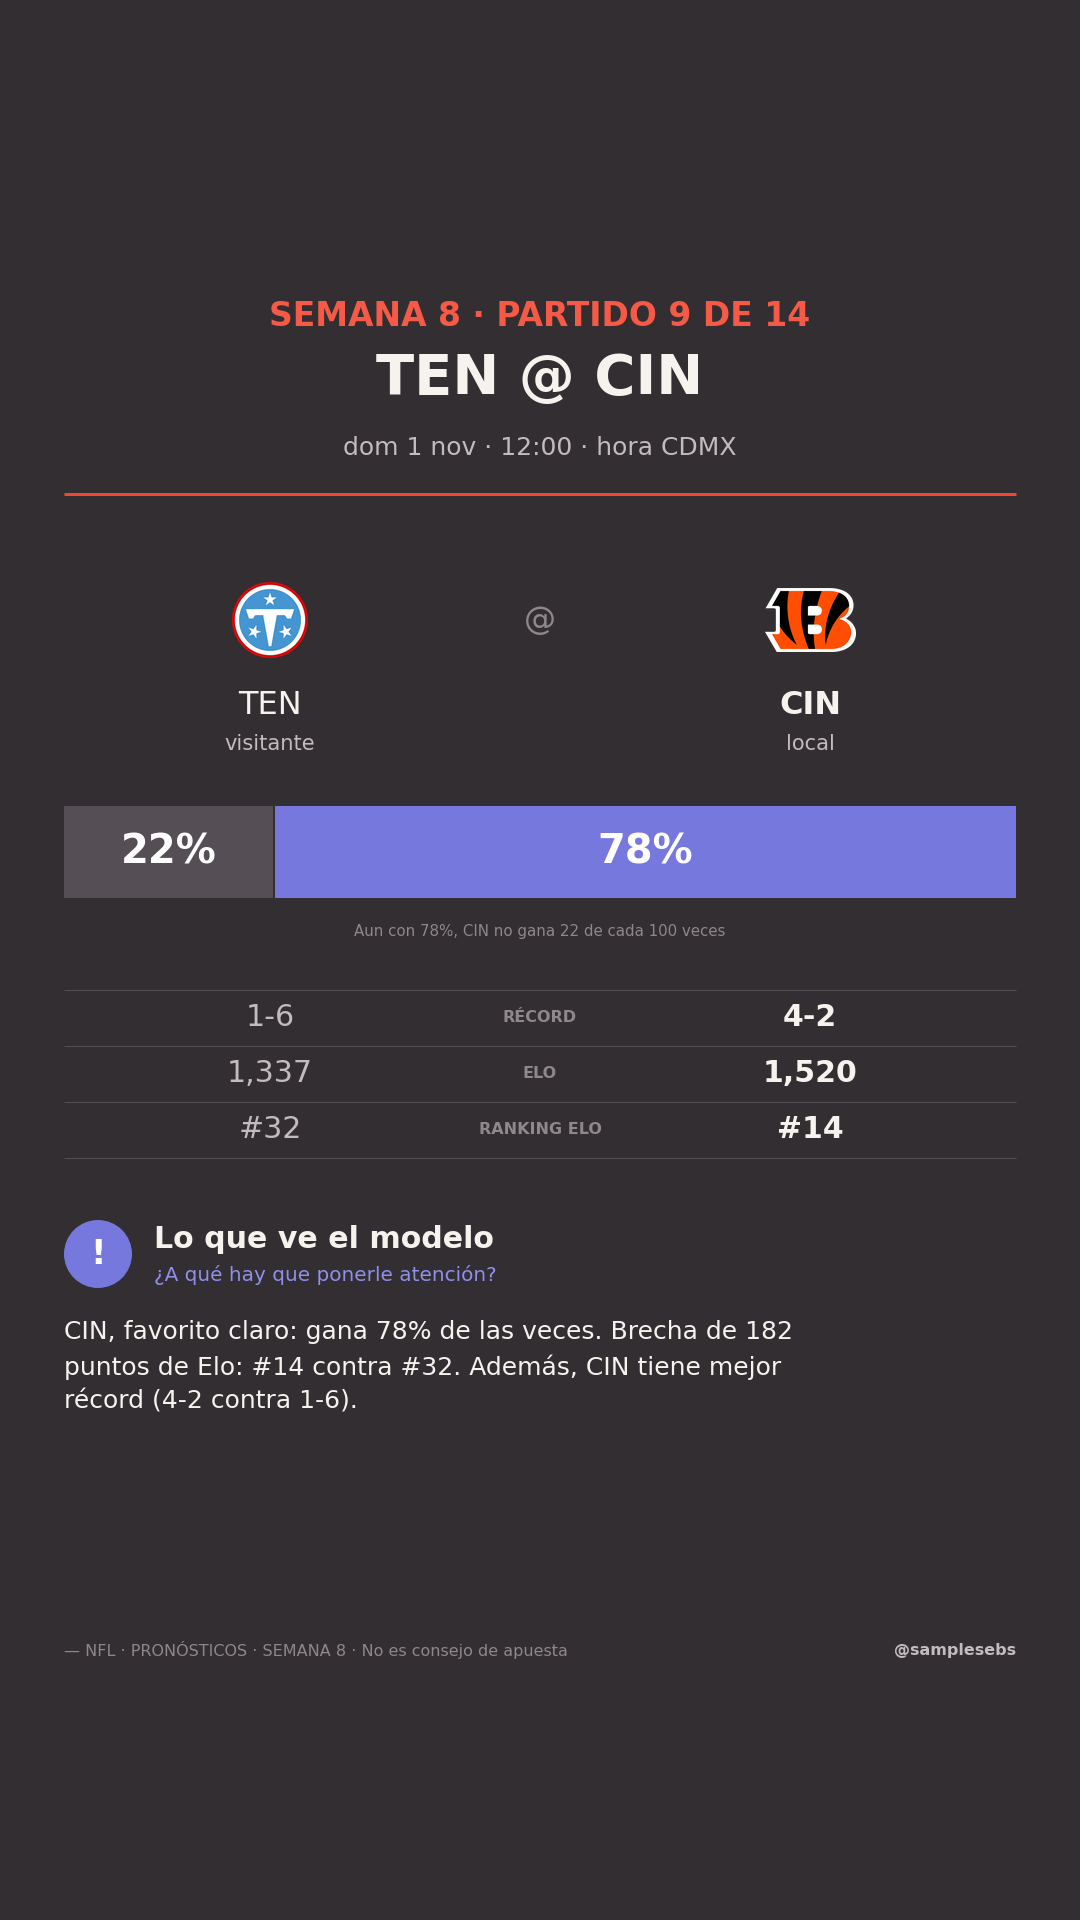 SEMANA 8 · PARTIDO 9 DE 14
TEN @ CIN
dom 1 nov · 12:00 · hora CDMX
@
TEN
CIN
visitante
local
22%
78%
Aun con 78%, CIN no gana 22 de cada 100 veces
1-6 RÉCORD 4-2
1,337 ELO 1,520
#32 RANKING ELO #14
!
Lo que ve el modelo
¿A qué hay que ponerle atención?
CIN, favorito claro: gana 78% de las veces. Brecha de 182
puntos de Elo: #14 contra #32. Además, CIN tiene mejor
récord (4-2 contra 1-6).
— NFL · PRONÓSTICOS · SEMANA 8 · No es consejo de apuesta
@samplesebs